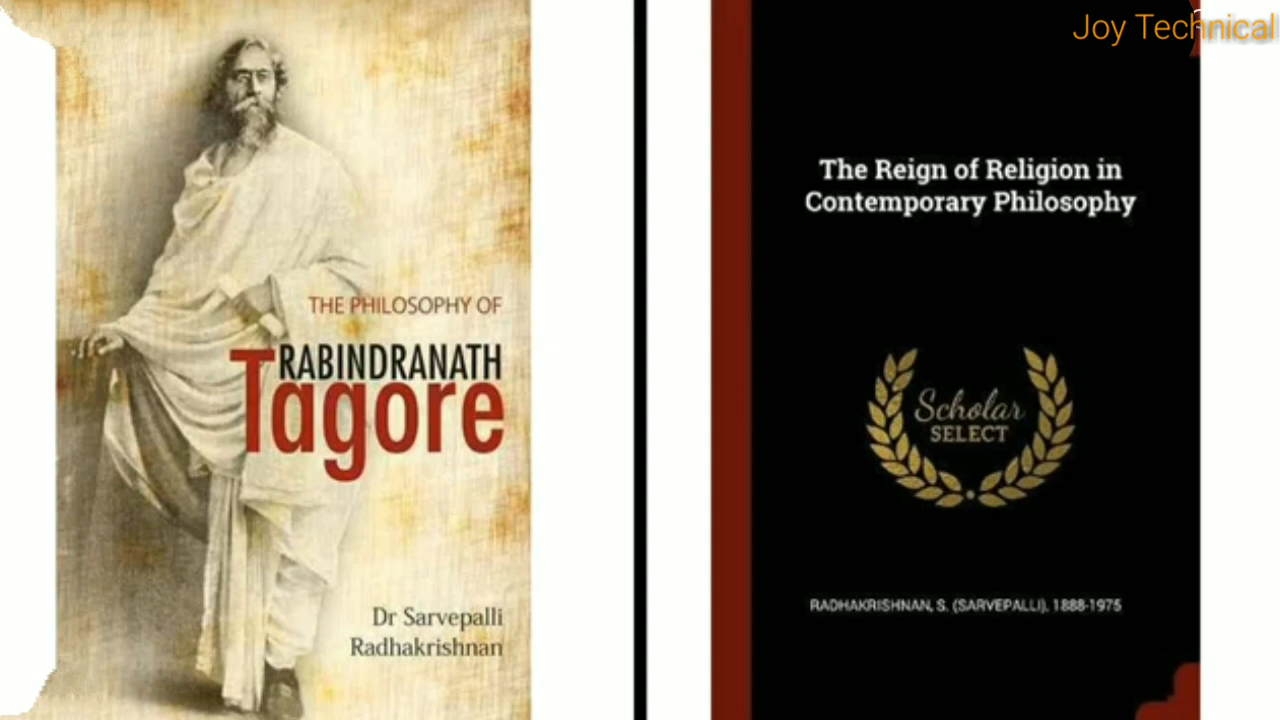 Joy Technical
THE PHILOSOPHY OF
RABINDRANATH
Tagore
Dr Sarvepalli
Radhakrishnan
The Reign of Religion in
Contemporary Philosophy
Scholar
SELECT
RADHAKRISHNAN, S. (SARVEPALLI), 1888-1975